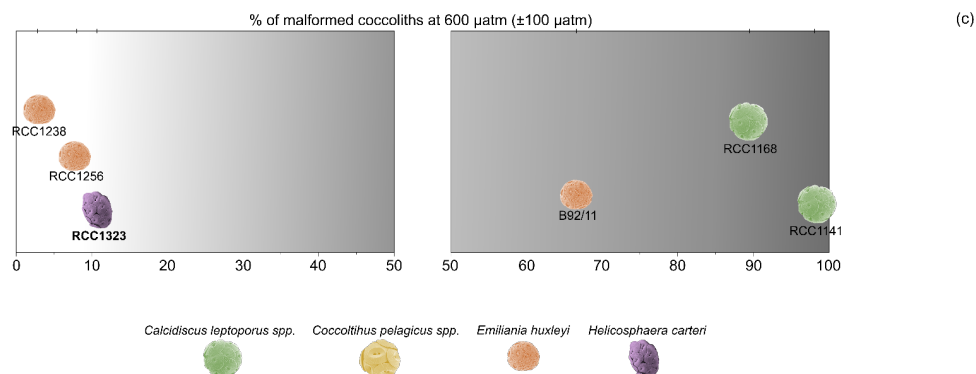 % of malformed coccoliths at 600 µatm (±100 µatm)
(c)
RCC1238
RCC1256
RCC1323
RCC1168
B92/11
RCC1141
0 10 20 30 40 50
50 60 70 80 90 100
Calcidiscus leptoporus spp. Coccoltihus pelagicus spp. Emiliania huxleyi Helicosphaera carteri